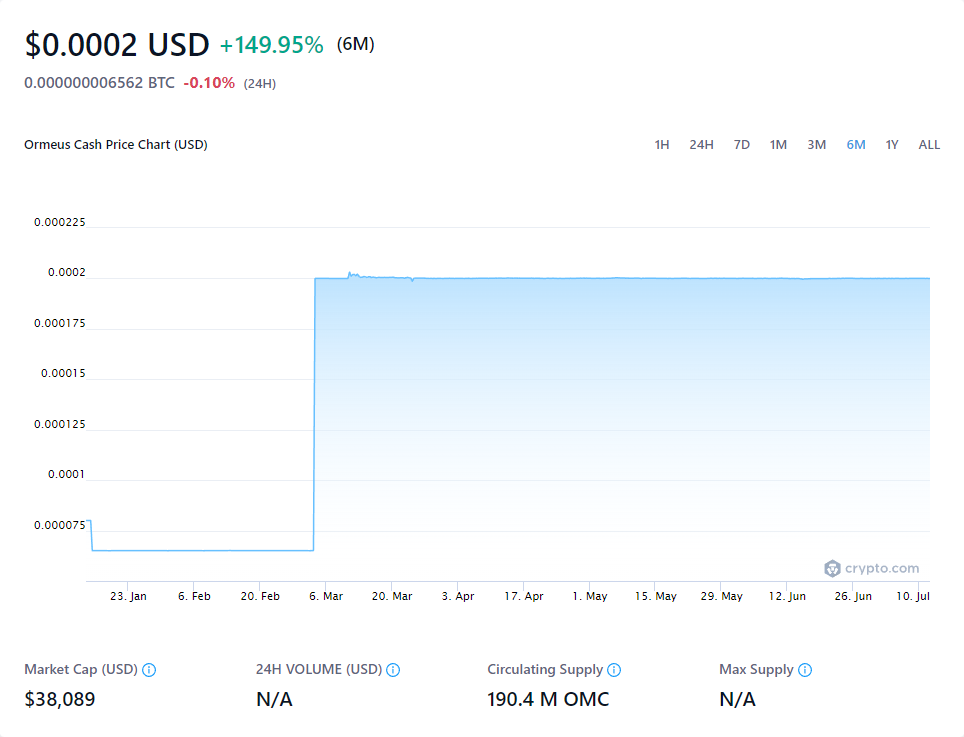 $0.0002 USD +149.95% (6M)
0.000000006562 BTC -0.10% (24H)
Ormeus Cash Price Chart (USD) 1H 24H 7D 1M 3M 6M 1Y ALL
0.000225
0.0002
0.000175
0.00015
0.000125
0.0001
0.000075
crypto.com
23. Jan 6. Feb 20. Feb 6. Mar 20. Mar 3. Apr 17. Apr 1. May 15. May 29. May 12. Jun 26. Jun 10. Jul
Market Cap (USD) 24H VOLUME (USD) Circulating Supply Max Supply
$38,089 N/A 190.4 M OMC N/A